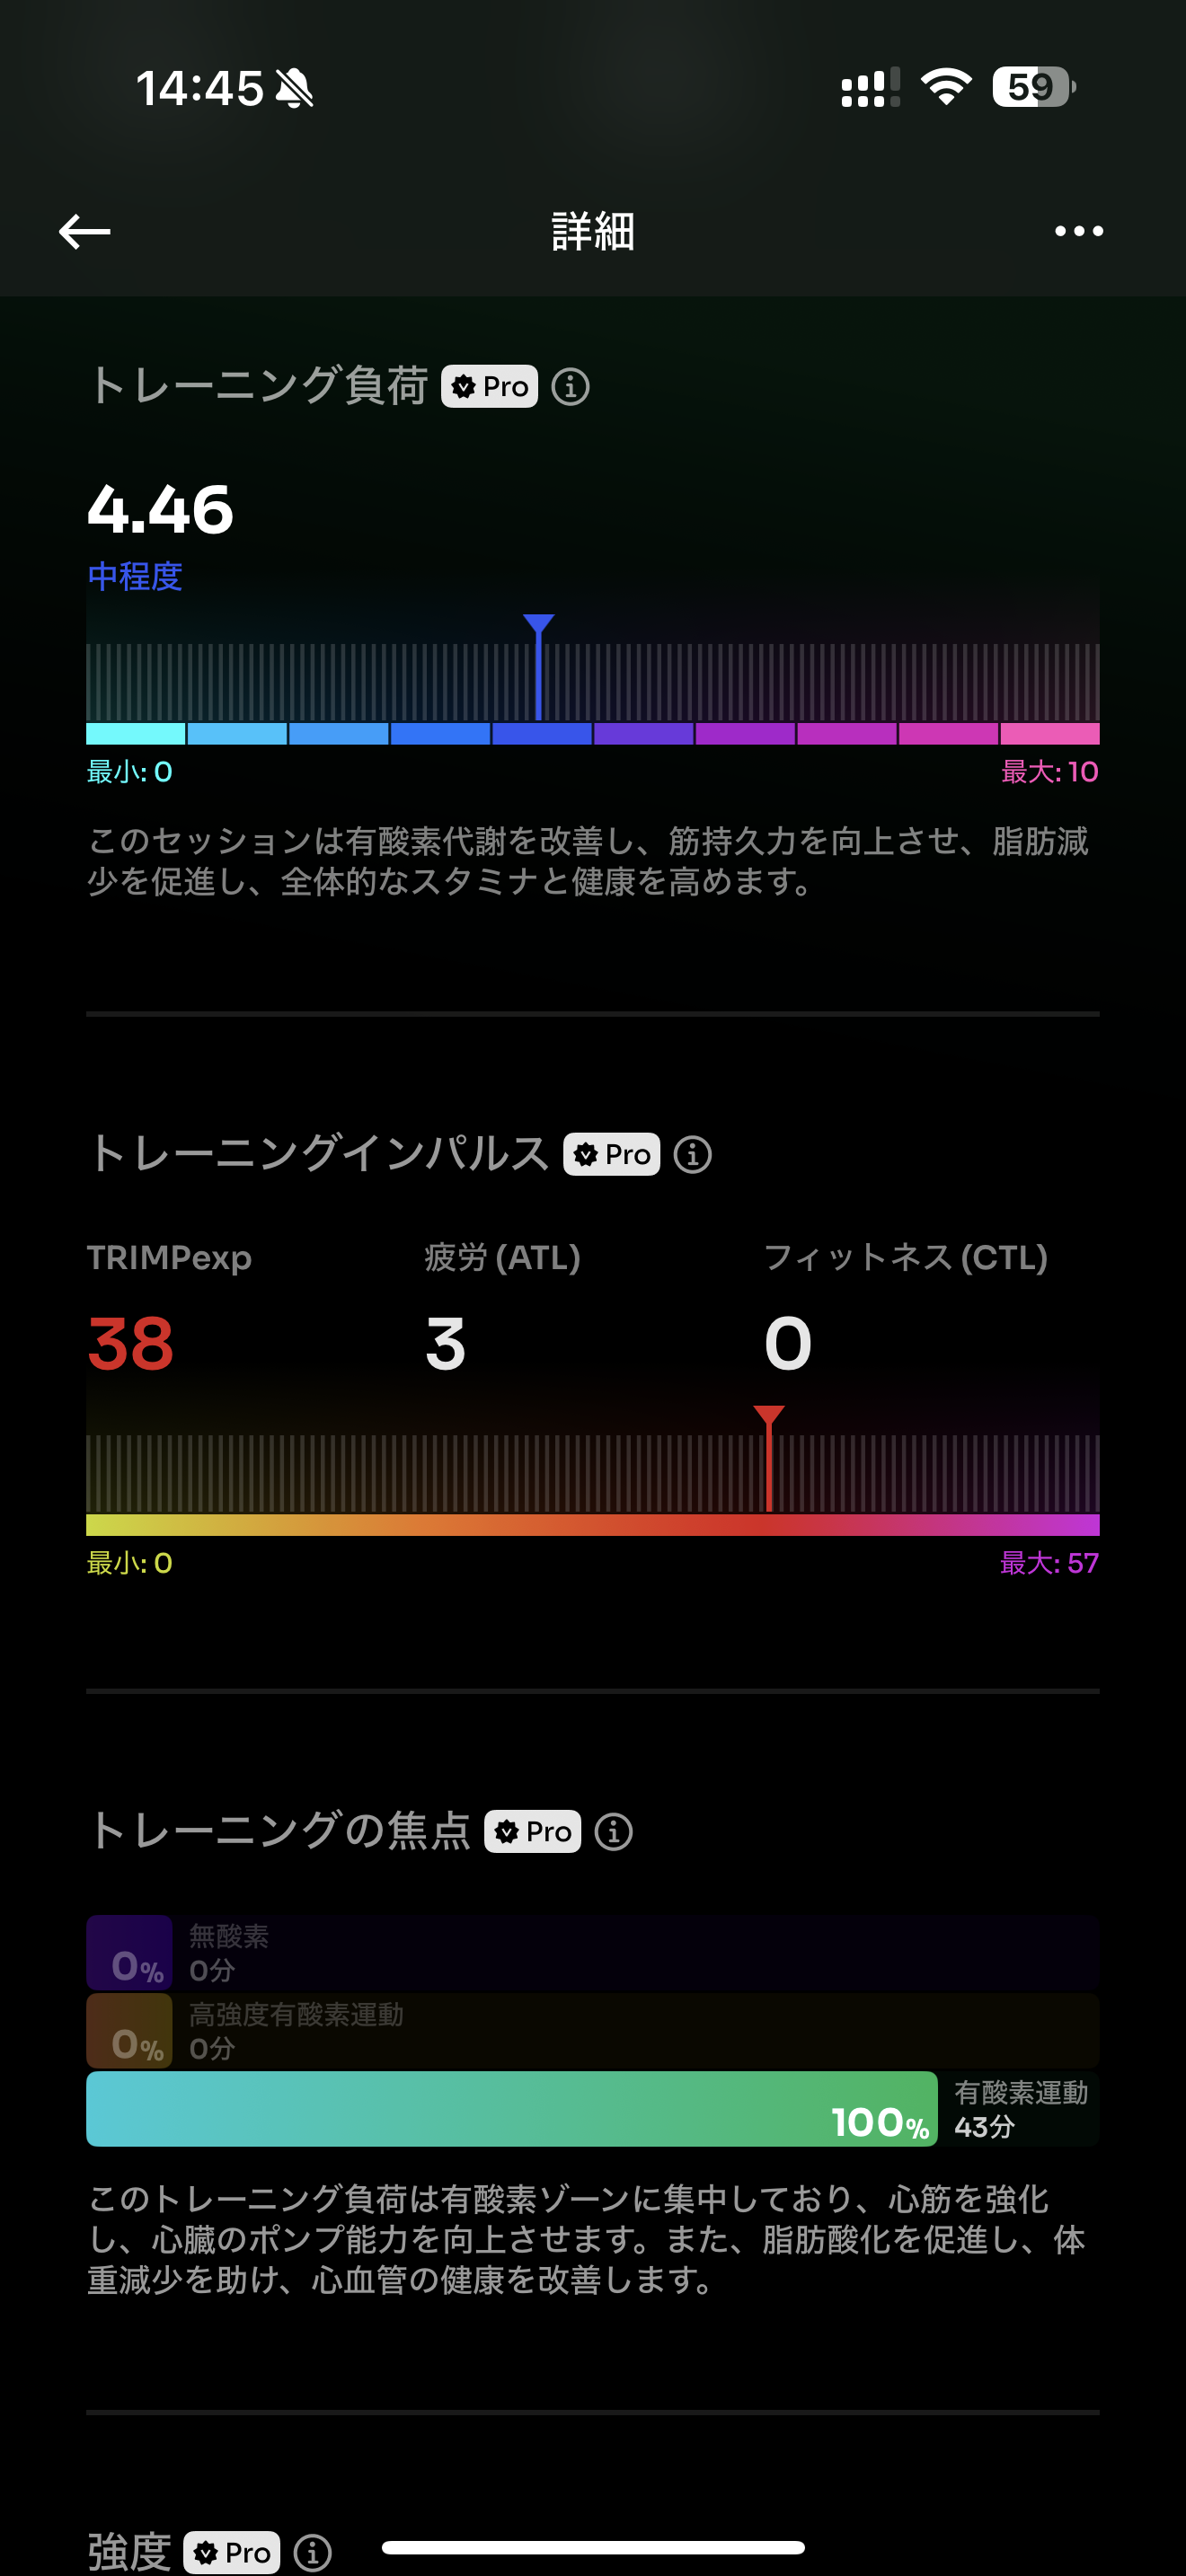 14:45
59
詳細
トレーニング負荷 Pro
4.46
中程度
最小: 0
最大: 10
このセッションは有酸素代謝を改善し、筋持久力を向上させ、脂肪減
少を促進し、全体的なスタミナと健康を高めます。
トレーニングインパルス Pro
TRIMPexp
疲労 (ATL)
フィットネス (CTL)
38
3
0
最小: 0
最大: 57
トレーニングの焦点 Pro
0%
無酸素
0分
0%
高強度有酸素運動
0分
100%
有酸素運動
43分
このトレーニング負荷は有酸素ゾーンに集中しており、心筋を強化
し、心臓のポンプ能力を向上させます。また、脂肪酸化を促進し、体
重減少を助け、心血管の健康を改善します。
強度 Pro